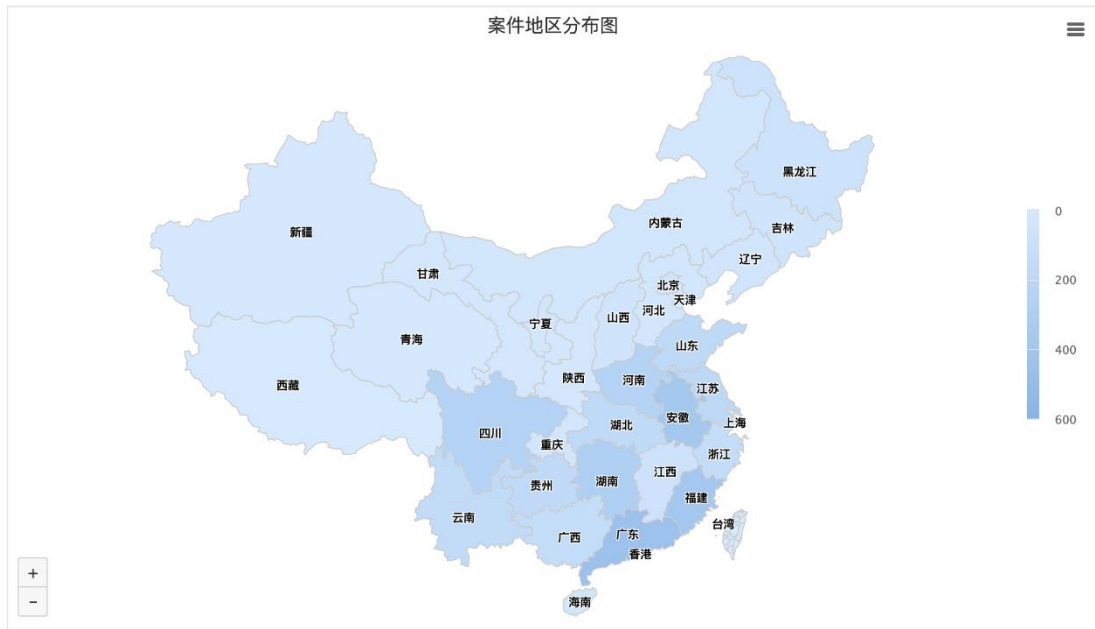 案件地区分布图
黑龙江
内蒙古
吉林
新疆
辽宁
甘肃
北京
天津
河北
山西
宁夏
青海
山东
陕西
河南
西藏
江苏
安徽
上海
湖北
四川
重庆
浙江
江西
湖南
贵州
福建
云南
台湾
广东
广西
香港
海南
0
200
400
600
+
−